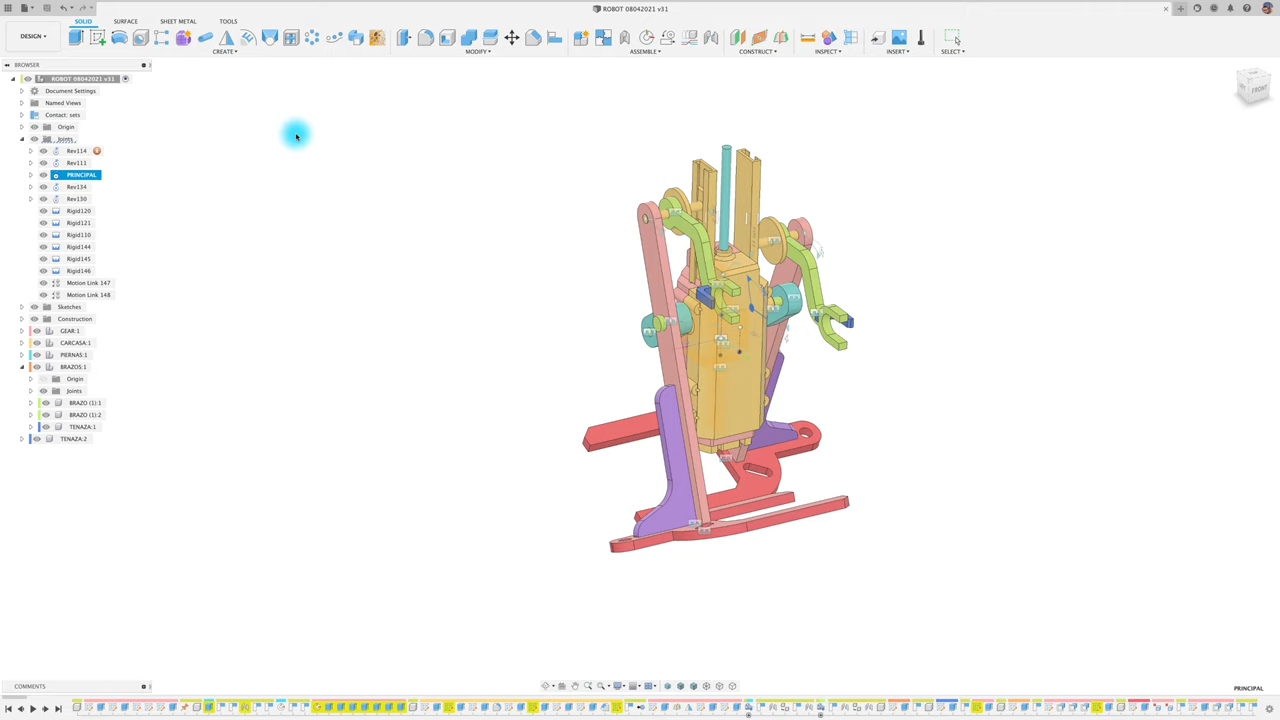 ROBOT 08042021 v31
SOLID
SURFACE
SHEET METAL
TOOLS
DESIGN
CREATE
MODIFY
ASSEMBLE
CONSTRUCT
INSPECT
INSERT
SELECT
BROWSER
ROBOT 08042021 v31
Document Settings
Named Views
Contact: sets
Origin
Joints
Rev114
Rev111
PRINCIPAL
Rev134
Rev130
Rigid120
Rigid121
Rigid110
Rigid144
Rigid145
Rigid146
Motion Link 147
Motion Link 148
Sketches
Construction
GEAR:1
CARCASA:1
PIERNAS:1
BRAZOS:1
Origin
Joints
BRAZO (1):1
BRAZO (1):2
TENAZA:1
TENAZA:2
FRONT
COMMENTS
PRINCIPAL